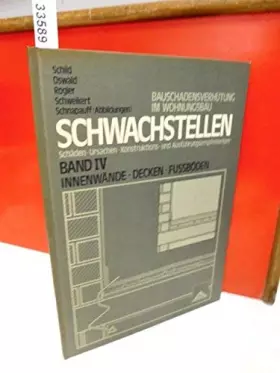 33589
Schild
Oswald
Rogier
Schweikert
Schnapauff (Abbildungen)
BAUSCHADENSVERHÜTUNG
IM WOHNUNGSBAU
SCHWACHSTELLEN
Schäden · Ursachen · Konstruktions- und Ausführungsempfehlungen
BAND IV
INNENWÄNDE · DECKEN · FUSSBÖDEN